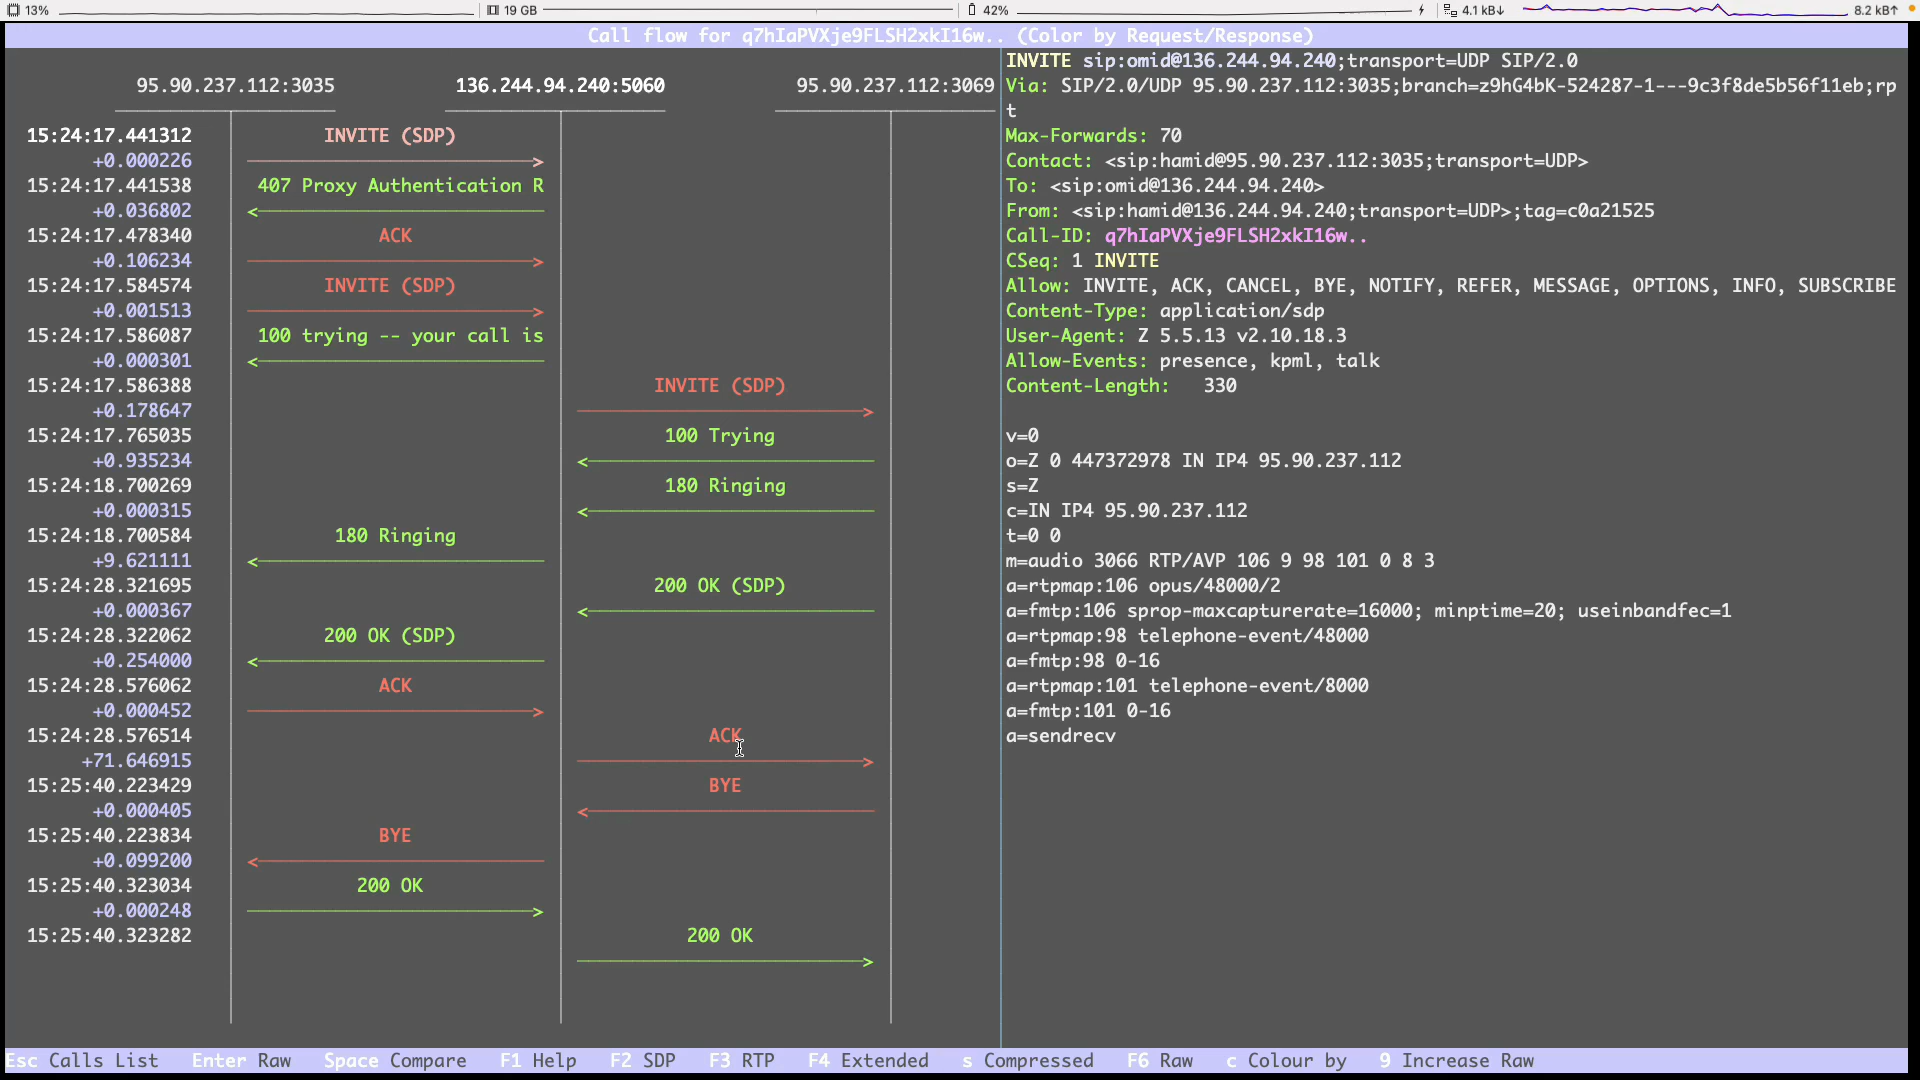 13% 19 GB 42% 4.1 kB↓ 8.2 kB↑
Call flow for q7hIaPVXje9FLSH2xkI16w.. (Color by Request/Response)
95.90.237.112:3035 136.244.94.240:5060 95.90.237.112:3069
15:24:17.441312 INVITE (SDP)
+0.000226
15:24:17.441538 407 Proxy Authentication R
+0.036802
15:24:17.478340 ACK
+0.106234
15:24:17.584574 INVITE (SDP)
+0.001513
15:24:17.586087 100 trying -- your call is
+0.000301
15:24:17.586388 INVITE (SDP)
+0.178647
15:24:17.765035 100 Trying
+0.935234
15:24:18.700269 180 Ringing
+0.000315
15:24:18.700584 180 Ringing
+9.621111
15:24:28.321695 200 OK (SDP)
+0.000367
15:24:28.322062 200 OK (SDP)
+0.254000
15:24:28.576062 ACK
+0.000452
15:24:28.576514 ACK
+71.646915
15:25:40.223429 BYE
+0.000405
15:25:40.223834 BYE
+0.099200
15:25:40.323034 200 OK
+0.000248
15:25:40.323282 200 OK
INVITE sip:omid@136.244.94.240;transport=UDP SIP/2.0
Via: SIP/2.0/UDP 95.90.237.112:3035;branch=z9hG4bK-524287-1---9c3f8de5b56f11eb;rp
t
Max-Forwards: 70
Contact: <sip:hamid@95.90.237.112:3035;transport=UDP>
To: <sip:omid@136.244.94.240>
From: <sip:hamid@136.244.94.240;transport=UDP>;tag=c0a21525
Call-ID: q7hIaPVXje9FLSH2xkI16w..
CSeq: 1 INVITE
Allow: INVITE, ACK, CANCEL, BYE, NOTIFY, REFER, MESSAGE, OPTIONS, INFO, SUBSCRIBE
Content-Type: application/sdp
User-Agent: Z 5.5.13 v2.10.18.3
Allow-Events: presence, kpml, talk
Content-Length:   330
v=0
o=Z 0 447372978 IN IP4 95.90.237.112
s=Z
c=IN IP4 95.90.237.112
t=0 0
m=audio 3066 RTP/AVP 106 9 98 101 0 8 3
a=rtpmap:106 opus/48000/2
a=fmtp:106 sprop-maxcapturerate=16000; minptime=20; useinbandfec=1
a=rtpmap:98 telephone-event/48000
a=fmtp:98 0-16
a=rtpmap:101 telephone-event/8000
a=fmtp:101 0-16
a=sendrecv
Esc Calls List Enter Raw Space Compare F1 Help F2 SDP F3 RTP F4 Extended s Compressed F6 Raw c Colour by 9 Increase Raw